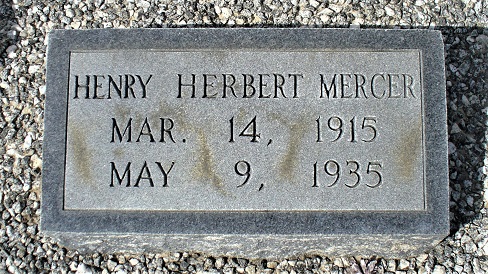 HENRY HERBERT MERCER
MAR. 14, 1915
MAY 9, 1935